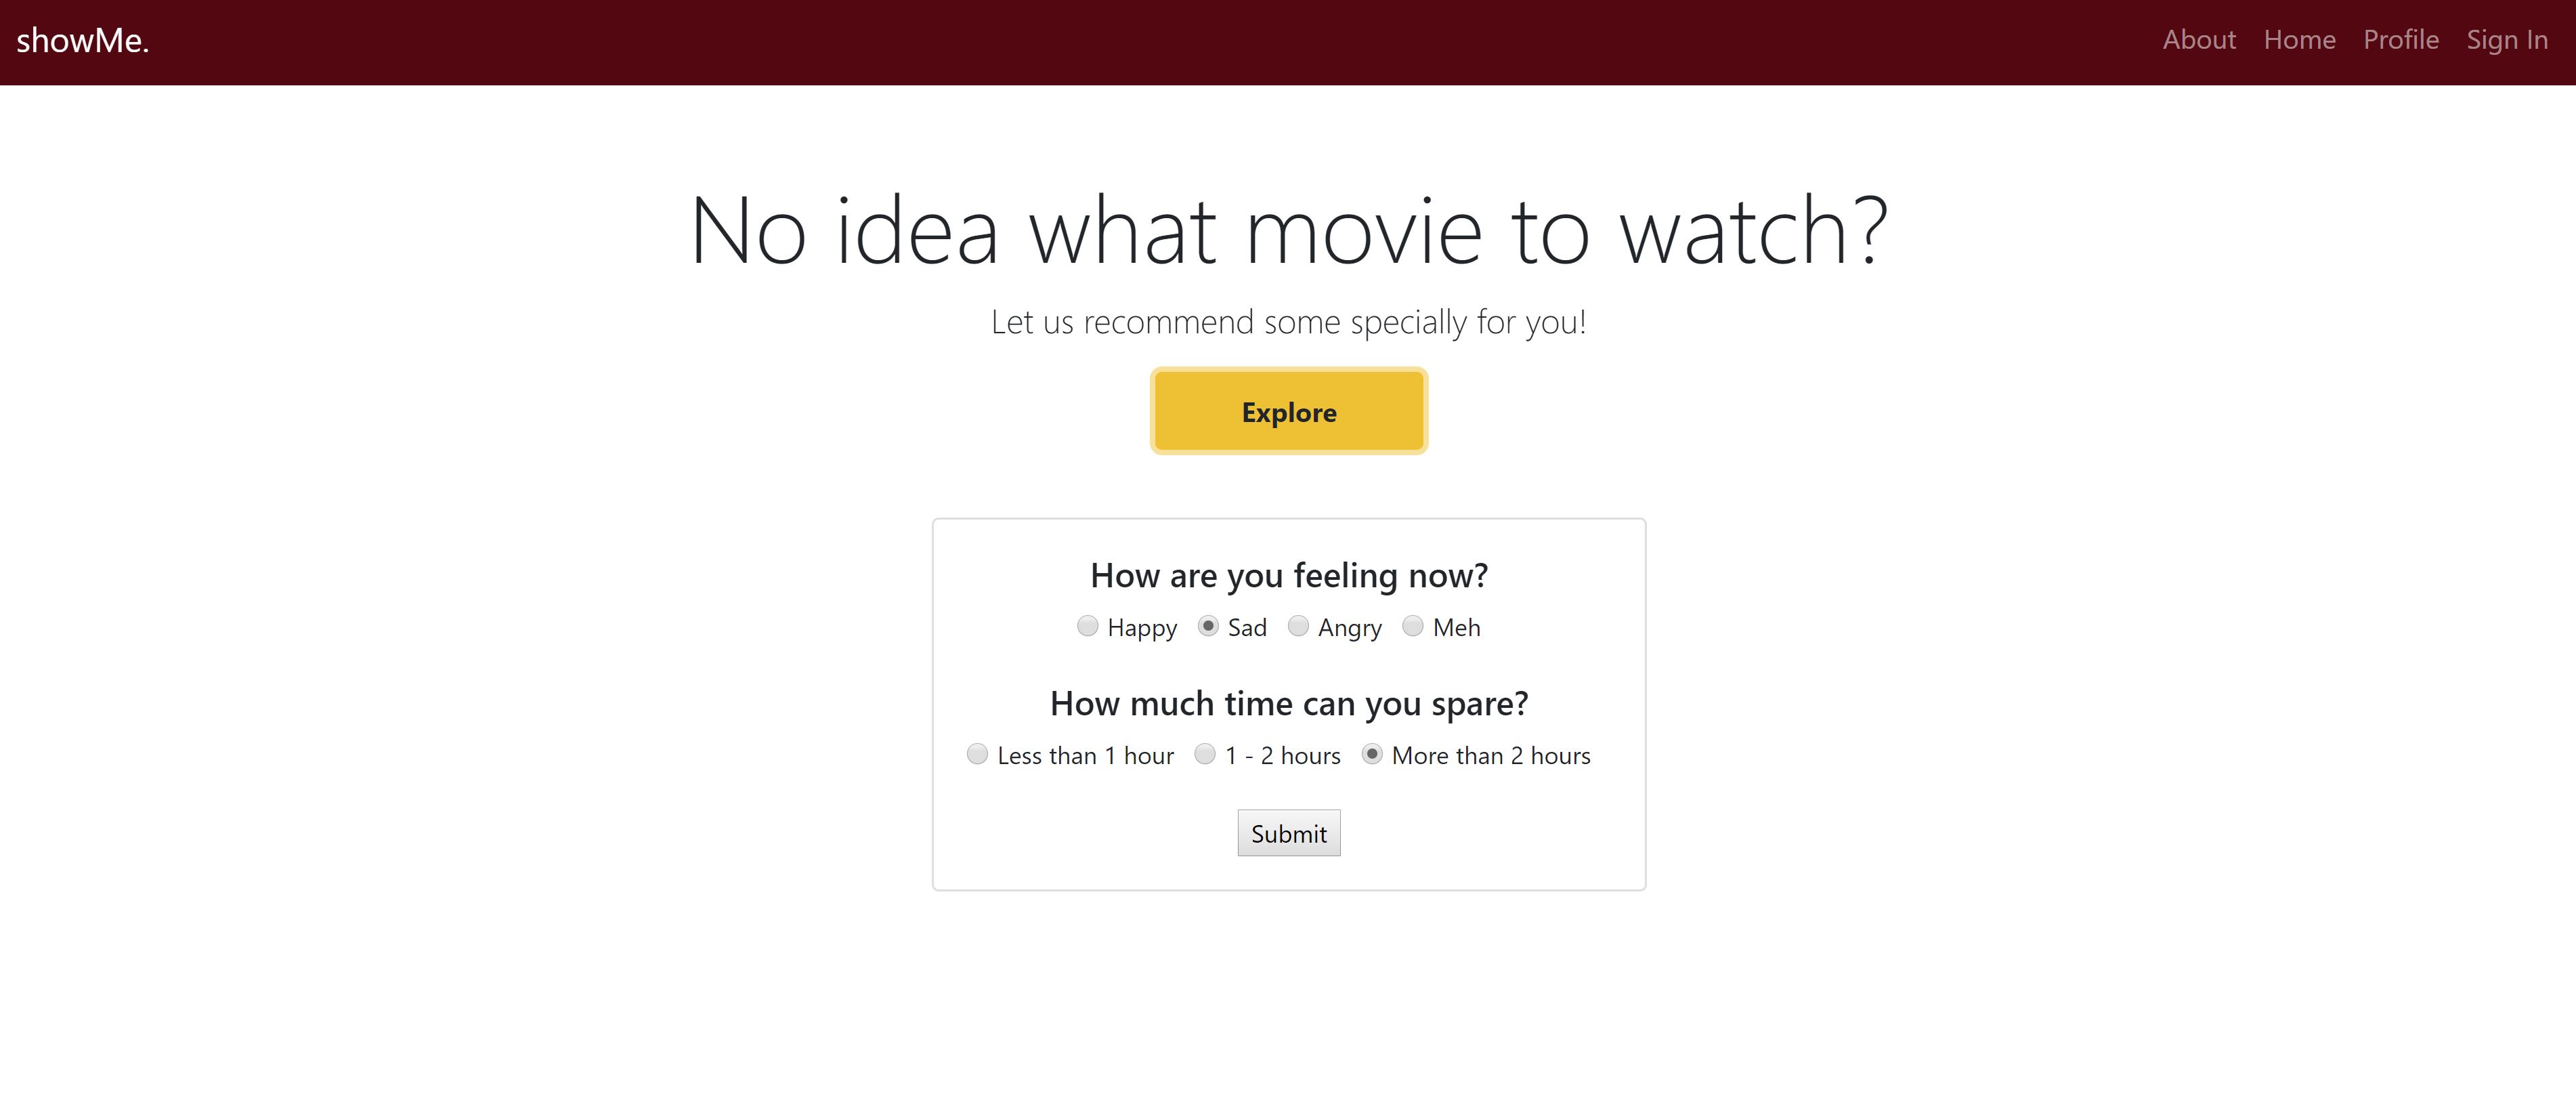 showMe. About Home Profile Sign In
No idea what movie to watch?
Let us recommend some specially for you!
Explore
How are you feeling now?
Happy Sad Angry Meh
How much time can you spare?
Less than 1 hour 1 - 2 hours More than 2 hours
Submit